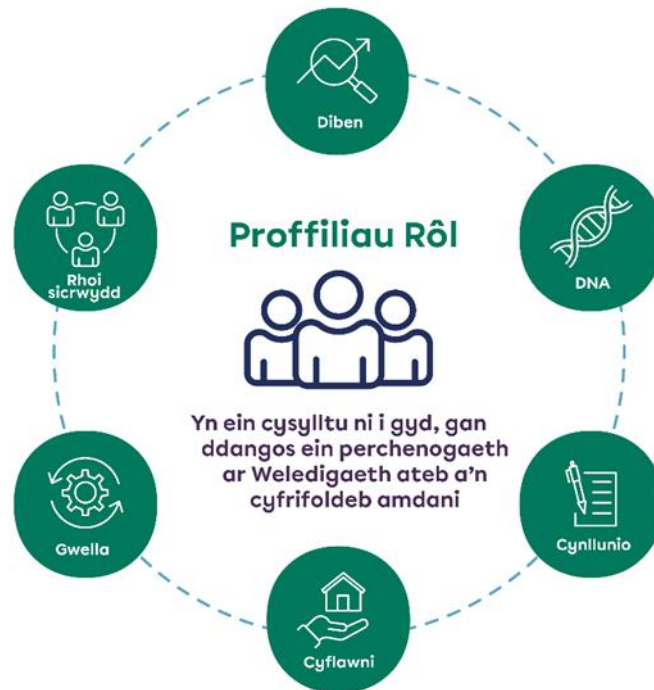 Diben
Proffiliau Rôl
Rhoi
sicrwydd
DNA
Yn ein cysylltu ni i gyd, gan
ddangos ein perchenogaeth
ar Weledigaeth ateb a'n
cyfrifoldeb amdani
Gwella
Cynllunio
Cyflawni